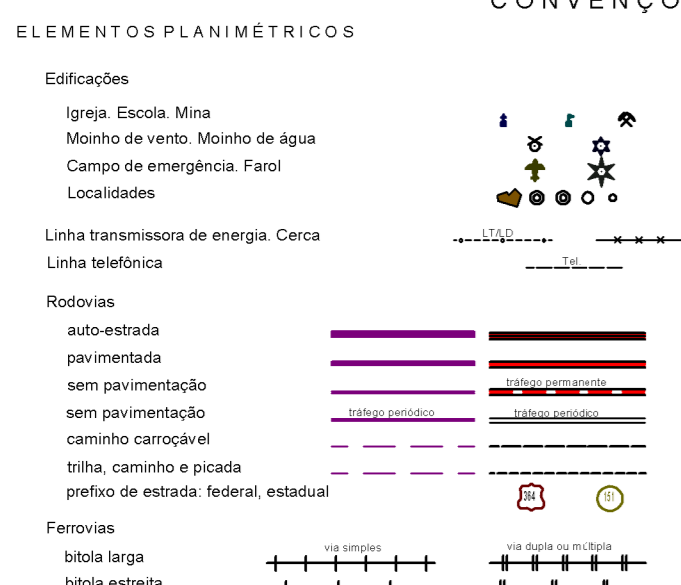 CONVENÇO
ELEMENTOS PLANIMÉTRICOS
Edificações
Igreja. Escola. Mina
Moinho de vento. Moinho de água
Campo de emergência. Farol
Localidades
Linha transmissora de energia. Cerca LT/LD
Linha telefônica Tel.
Rodovias
auto-estrada
pavimentada
sem pavimentação tráfego permanente
sem pavimentação tráfego periódico tráfego periódico
caminho carroçável
trilha, caminho e picada
prefixo de estrada: federal, estadual 364 151
Ferrovias
bitola larga via simples via dupla ou múltipla
bitola estreita